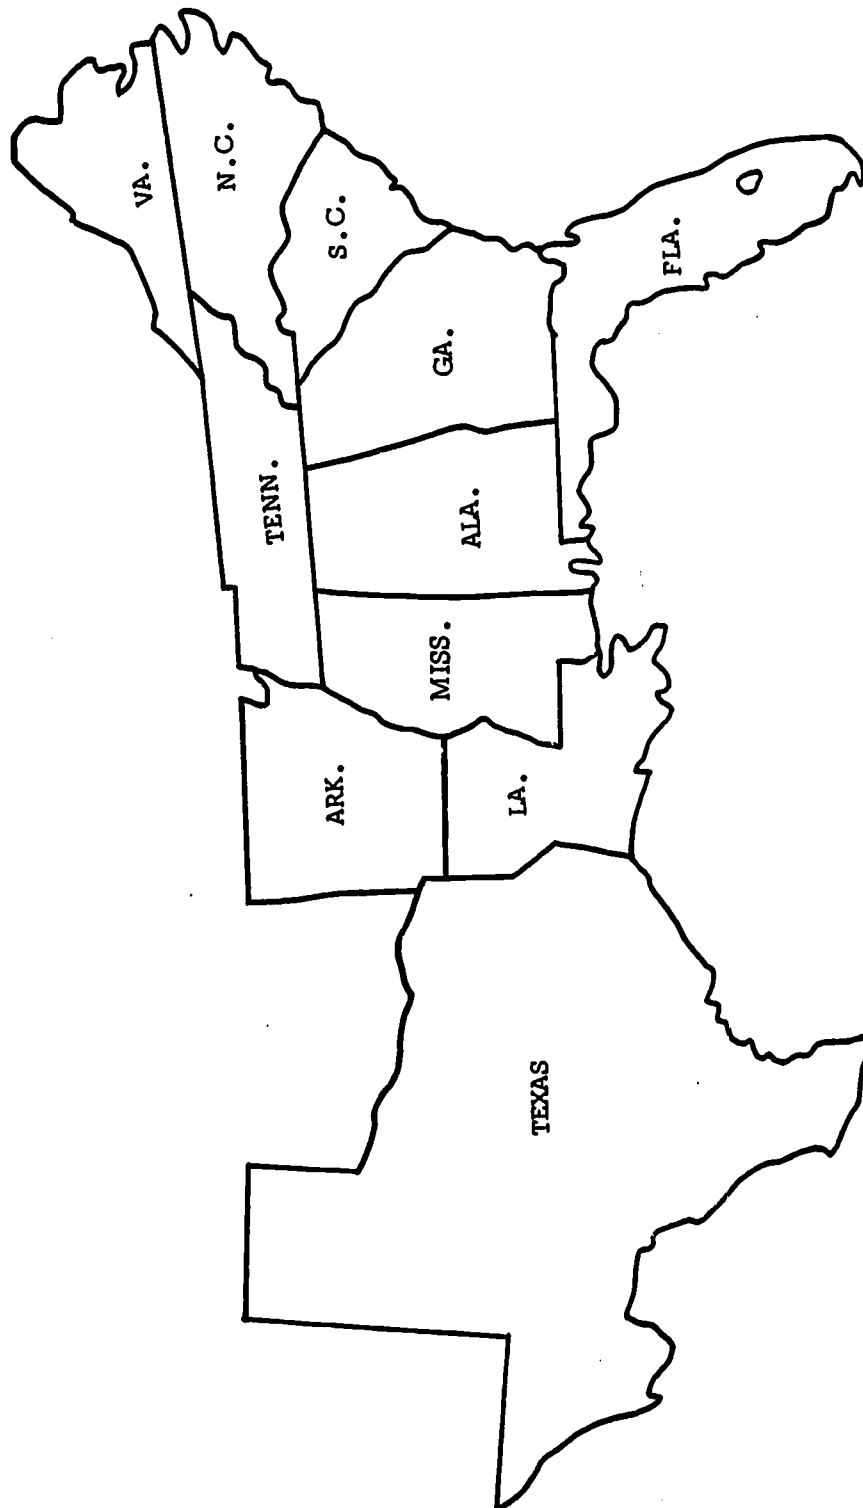 VA.
N.C.
S.C.
TENN.
GA.
ALA.
MISS.
FLA.
ARK.
LA.
TEXAS